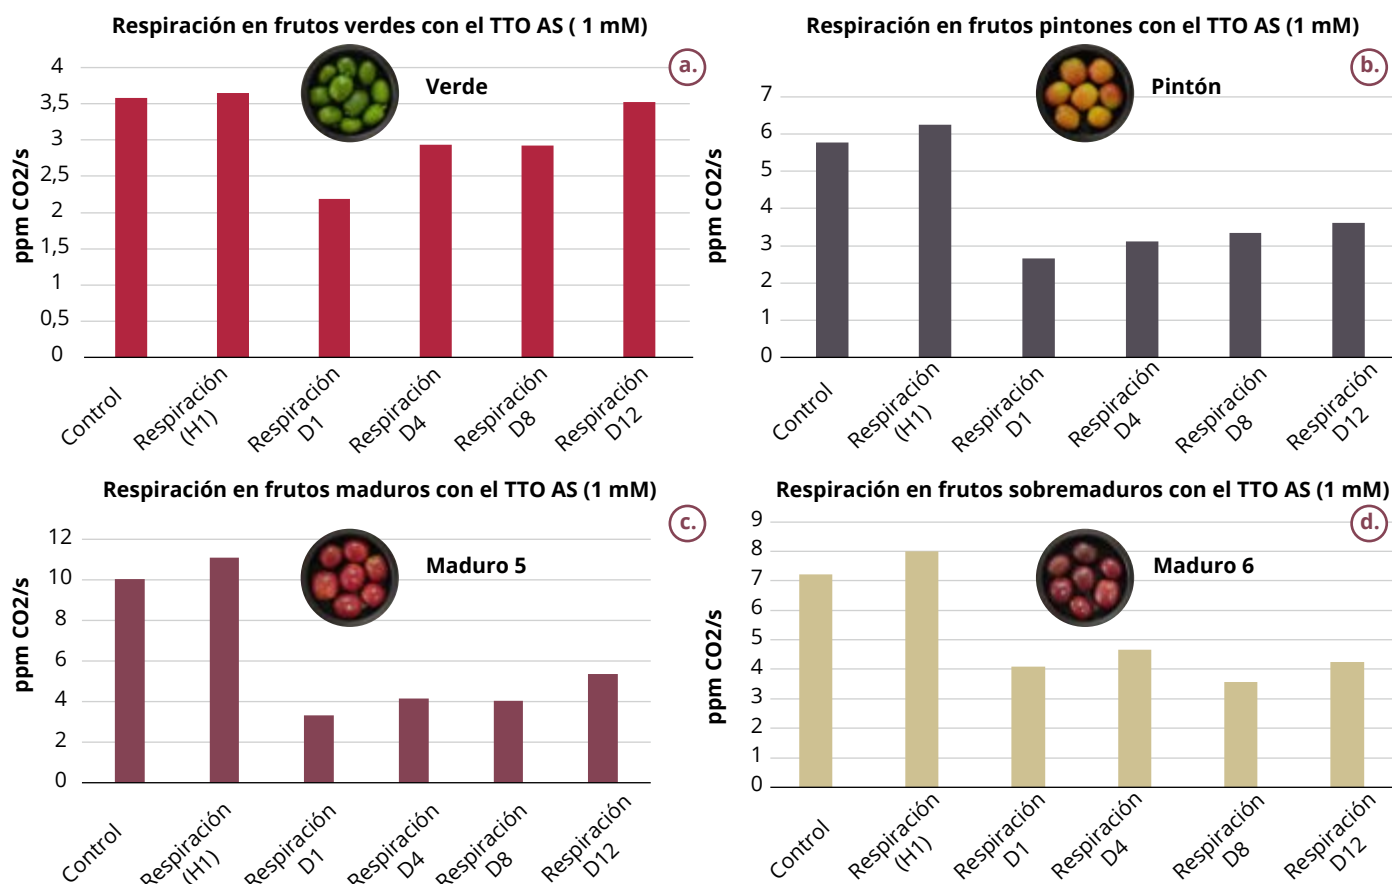 Respiración en frutos verdes con el TTO AS ( 1 mM)
a.
Verde
ppm CO2/s
4
3,5
3
2,5
2
1,5
1
0,5
0
Control
Respiración
(H1)
Respiración
D1
Respiración
D4
Respiración
D8
Respiración
D12
Respiración en frutos pintones con el TTO AS (1 mM)
b.
Pintón
ppm CO2/s
7
6
5
4
3
2
1
0
Control
Respiración
(H1)
Respiración
D1
Respiración
D4
Respiración
D8
Respiración
D12
Respiración en frutos maduros con el TTO AS (1 mM)
c.
Maduro 5
ppm CO2/s
12
10
8
6
4
2
0
Control
Respiración
(H1)
Respiración
D1
Respiración
D4
Respiración
D8
Respiración
D12
Respiración en frutos sobremaduros con el TTO AS (1 mM)
d.
Maduro 6
ppm CO2/s
9
8
7
6
5
4
3
2
1
0
Control
Respiración
(H1)
Respiración
D1
Respiración
D4
Respiración
D8
Respiración
D12